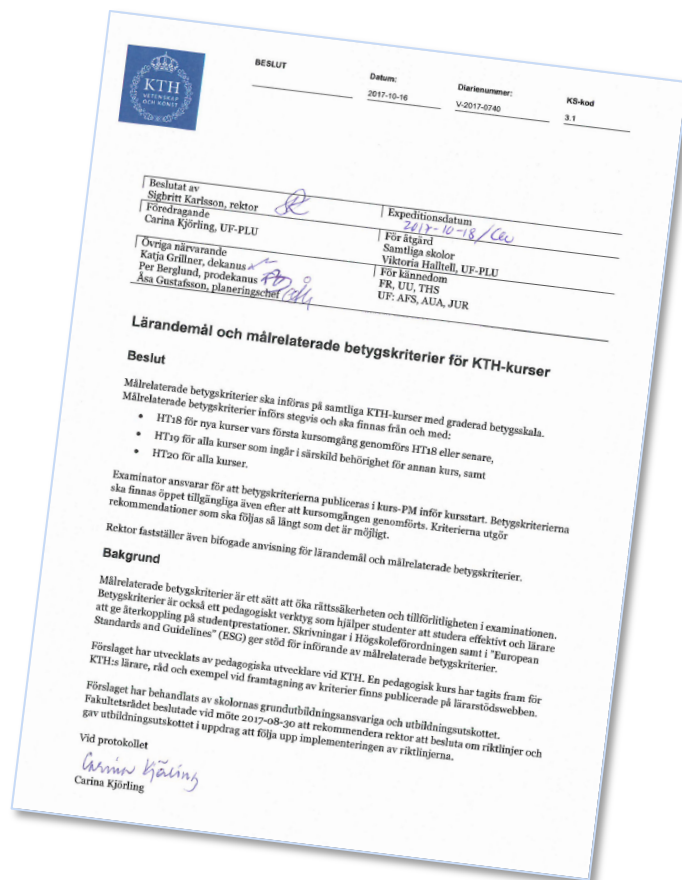 KTH
VETENSKAP
OCH KONST
BESLUT
Datum:
2017-10-16
Diarienummer:
V-2017-0740
KS-kod
3.1
Beslutat av
Sigbritt Karlsson, rektor
Föredragande
Carina Kjörling, UF-PLU
Övriga närvarande
Katja Grillner, dekanus
Per Berglund, prodekanus
Åsa Gustafsson, planeringschef
Expeditionsdatum
2017-10-18/
För åtgärd
Samtliga skolor
Viktoria Halltell, UF-PLU
För kännedom
FR, UU, THS
UF: AFS, AUA, JUR
Lärandemål och målrelaterade betygskriterier för KTH-kurser
Beslut
Målrelaterade betygskriterier ska införas på samtliga KTH-kurser med graderad betygsskala.
Målrelaterade betygskriterier införs stegvis och ska finnas från och med:
• HT18 för nya kurser vars första kursomgång genomförs HT18 eller senare,
• HT19 för alla kurser som ingår i särskild behörighet för annan kurs, samt
• HT20 för alla kurser.
Examinator ansvarar för att betygskriterierna publiceras i kurs-PM inför kursstart. Betygskriterierna
ska finnas öppet tillgängliga även efter att kursomgången genomförts. Kriterierna utgör
rekommendationer som ska följas så långt som det är möjligt.
Rektor fastställer även bifogade anvisning för lärandemål och målrelaterade betygskriterier.
Bakgrund
Målrelaterade betygskriterier är ett sätt att öka rättssäkerheten och tillförlitligheten i examinationen.
Betygskriterier är också ett pedagogiskt verktyg som hjälper studenter att studera effektivt och lärare
att ge återkoppling på studentprestationer. Skrivningar i Högskoleförordningen samt i "European
Standards and Guidelines" (ESG) ger stöd för införande av målrelaterade betygskriterier.
Förslaget har utvecklats av pedagogiska utvecklare vid KTH. En pedagogisk kurs har tagits fram för
KTH:s lärare, råd och exempel vid framtagning av kriterier finns publicerade på lärarstödswebben.
Förslaget har behandlats av skolornas grundutbildningsansvariga och utbildningsutskottet.
Fakultetsrådet beslutade vid möte 2017-08-30 att rekommendera rektor att besluta om riktlinjer och
gav utbildningsutskottet i uppdrag att följa upp implementeringen av riktlinjerna.
Vid protokollet
Carina Kjörling
Carina Kjörling